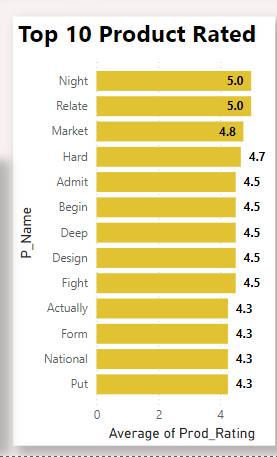 Top 10 Product Rated
P_Name
Night 5.0
Relate 5.0
Market 4.8
Hard 4.7
Admit 4.5
Begin 4.5
Deep 4.5
Design 4.5
Fight 4.5
Actually 4.3
Form 4.3
National 4.3
Put 4.3
0 2 4
Average of Prod_Rating